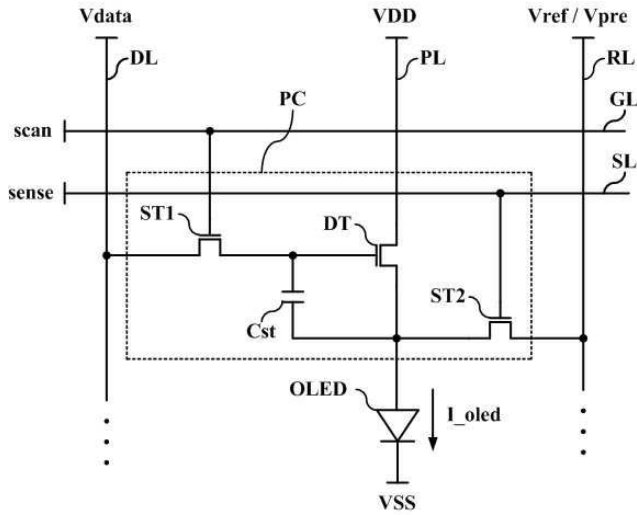 Vdata
VDD
Vref / Vpre
DL
PL
RL
PC
GL
scan
SL
sense
ST1
DT
ST2
Cst
OLED
I_oled
VSS